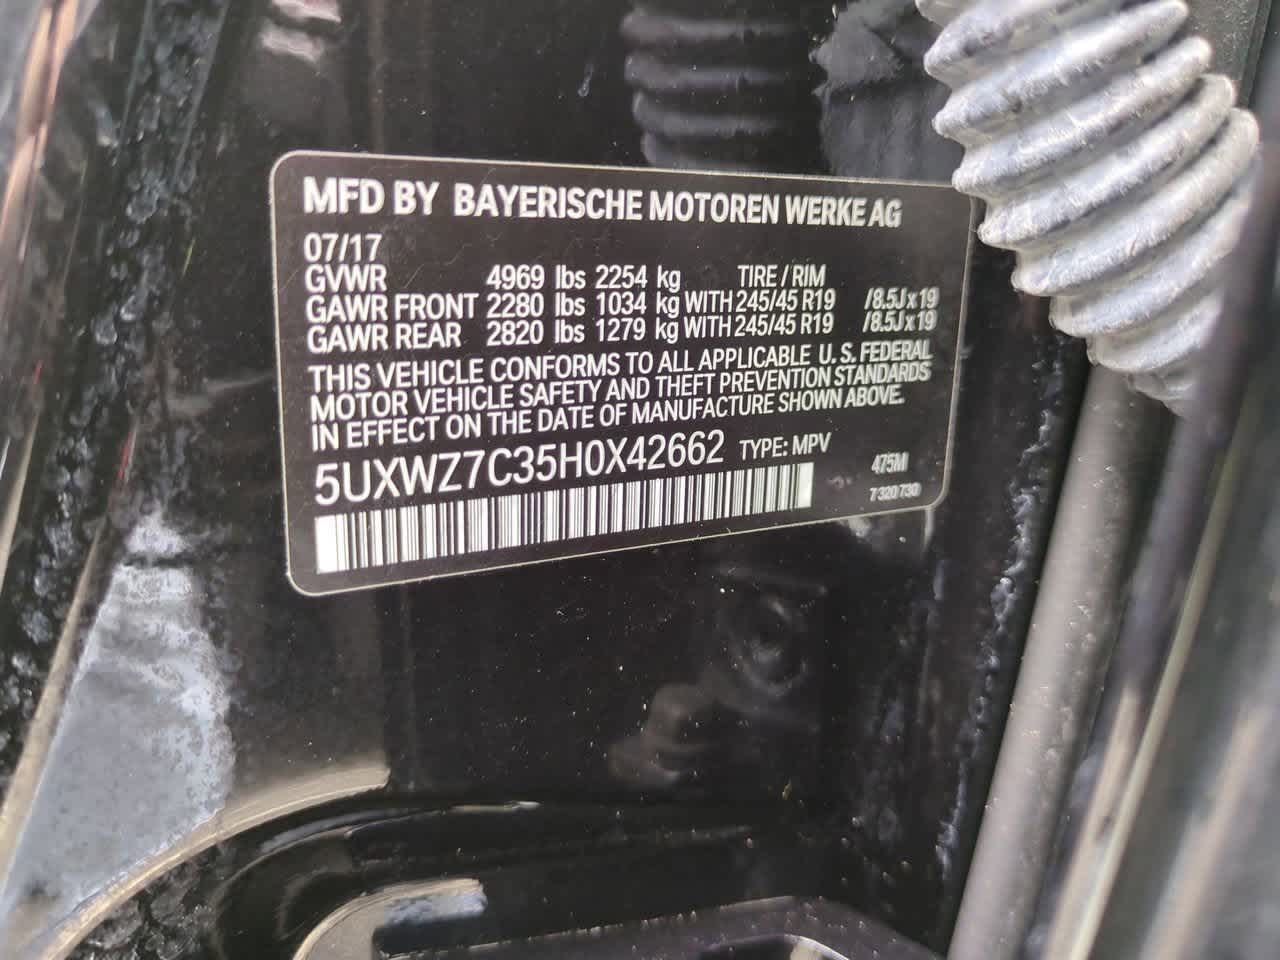 MFD BY BAYERISCHE MOTOREN WERKE AG
07/17
GVWR 4969 lbs 2254 kg TIRE / RIM
GAWR FRONT 2280 lbs 1034 kg WITH 245/45 R19 /8.5J x 19
GAWR REAR 2820 lbs 1279 kg WITH 245/45 R19 /8.5J x 19
THIS VEHICLE CONFORMS TO ALL APPLICABLE U. S. FEDERAL
MOTOR VEHICLE SAFETY AND THEFT PREVENTION STANDARDS
IN EFFECT ON THE DATE OF MANUFACTURE SHOWN ABOVE.
5UXWZ7C35H0X42662 TYPE: MPV
475M
7 320 730